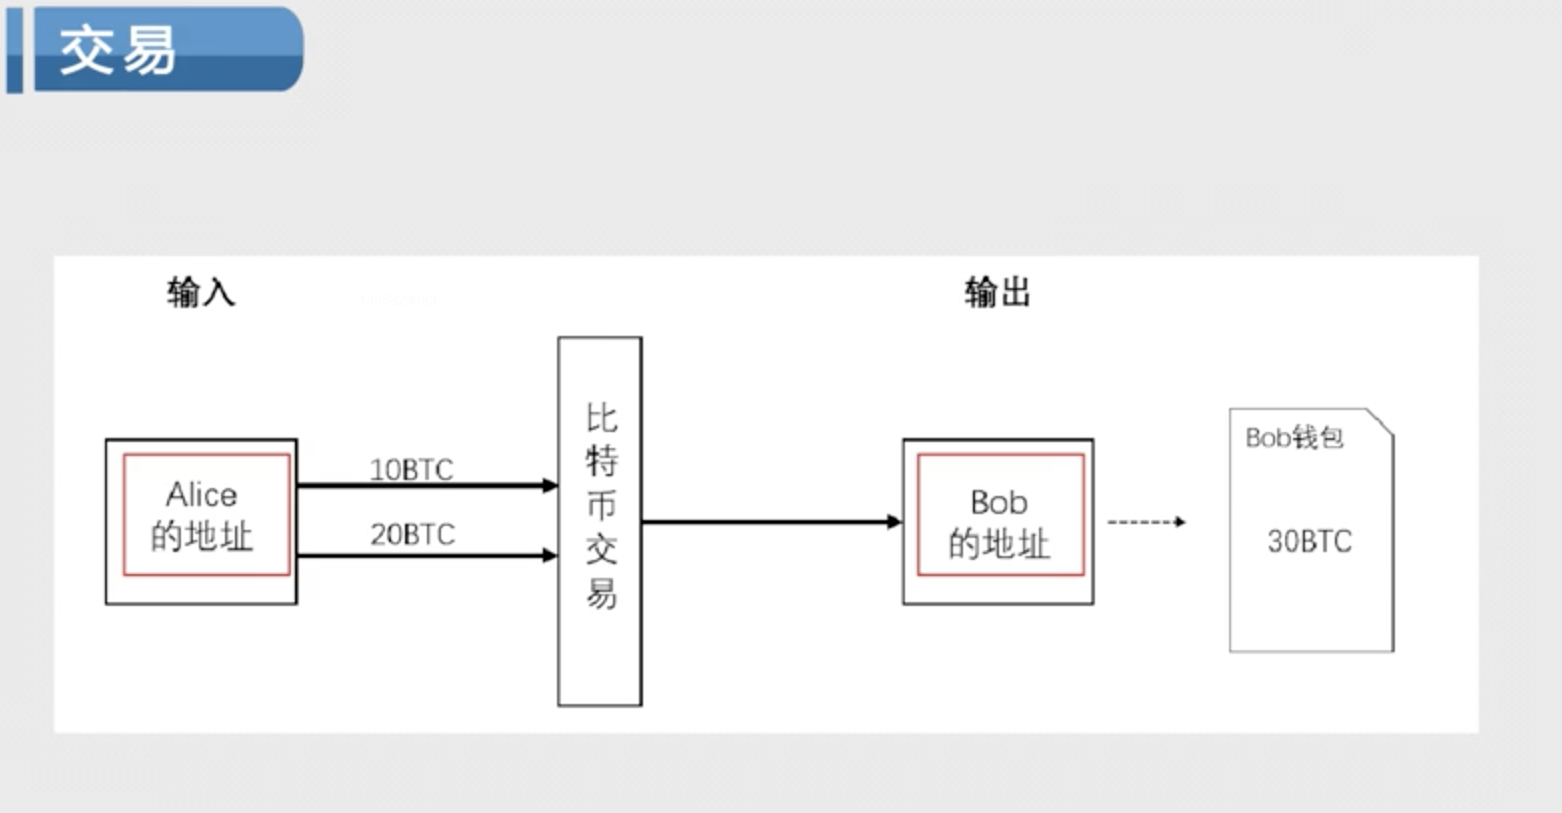 交易
输入
输出
10BTC
20BTC
Alice
的地址
比
特
币
交
易
Bob
的地址
Bob钱包
30BTC